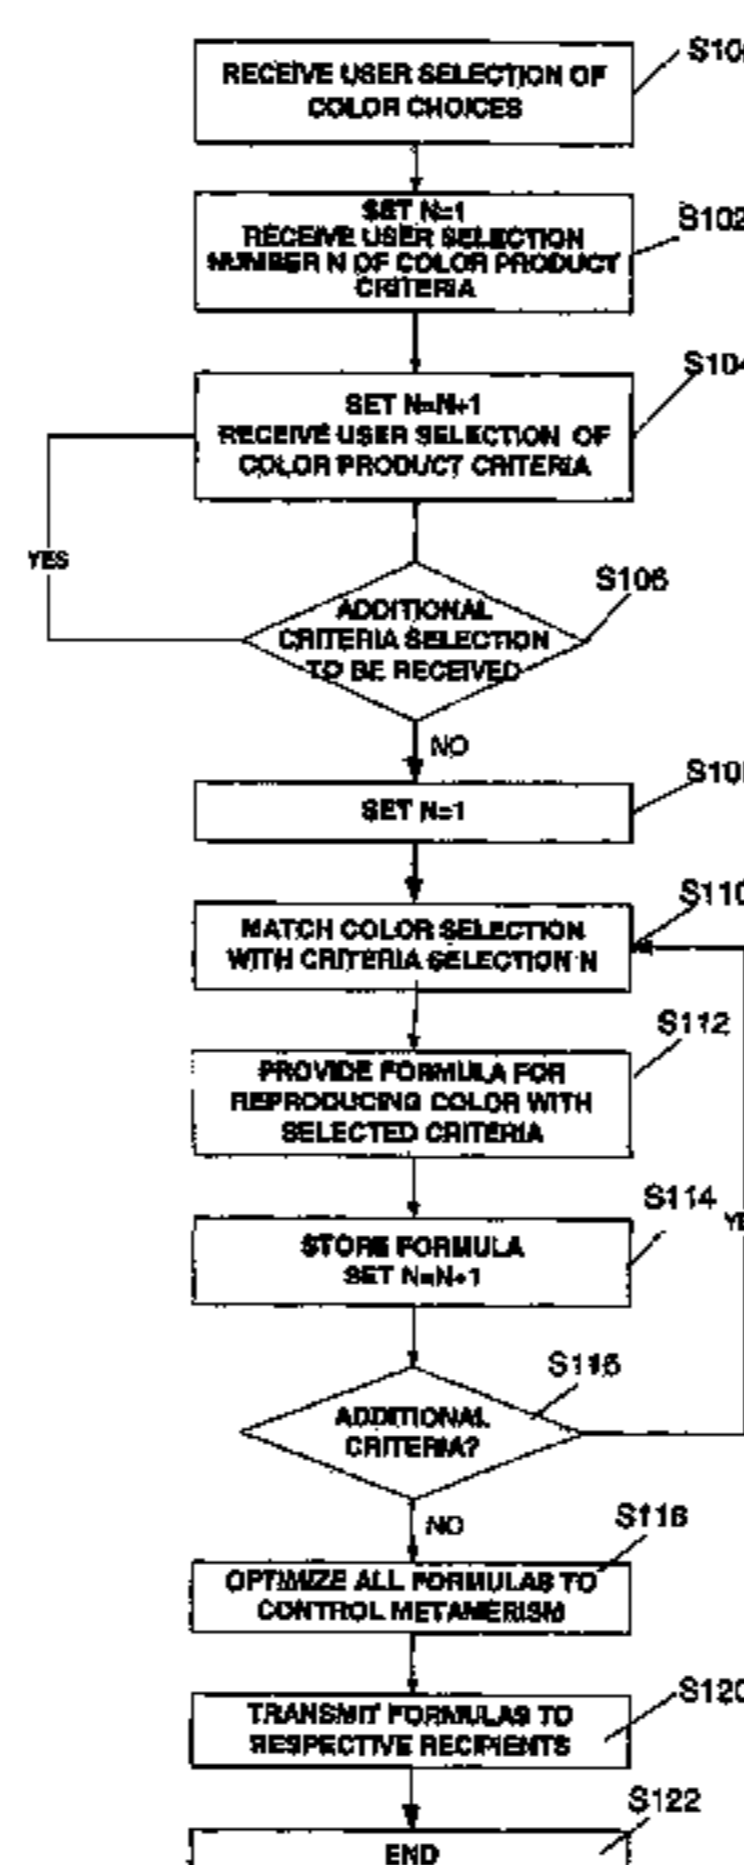 S10
RECEIVE USER SELECTION OF
COLOR CHOICES
S102
SET N=1
RECEIVE USER SELECTION
NUMBER N OF COLOR PRODUCT
CRITERIA
S104
SET N=N+1
RECEIVE USER SELECTION OF
COLOR PRODUCT CRITERIA
YES
S106
ADDITIONAL
CRITERIA SELECTION
TO BE RECEIVED
NO
S10
SET N=1
S110
MATCH COLOR SELECTION
WITH CRITERIA SELECTION N
S112
PROVIDE FORMULA FOR
REPRODUCING COLOR WITH
SELECTED CRITERIA
S114
YE
STORE FORMULA
SET N=N+1
S116
ADDITIONAL
CRITERIA?
NO
S118
OPTIMIZE ALL FORMULAS TO
CONTROL METAMERISM
S120
TRANSMIT FORMULAS TO
RESPECTIVE RECIPIENTS
S122
END